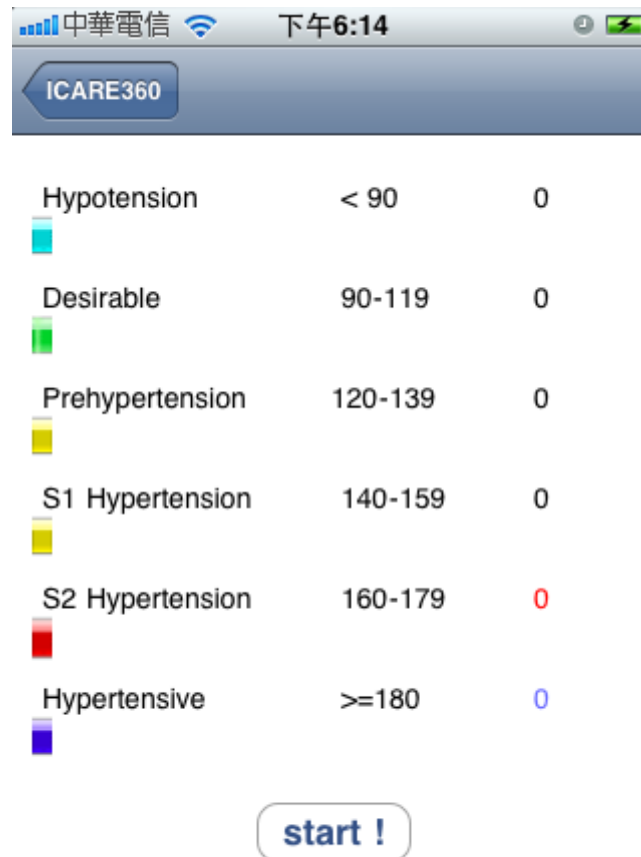 中華電信 下午6:14
ICARE360
Hypotension < 90 0
Desirable 90-119 0
Prehypertension 120-139 0
S1 Hypertension 140-159 0
S2 Hypertension 160-179 0
Hypertensive >=180 0
start !